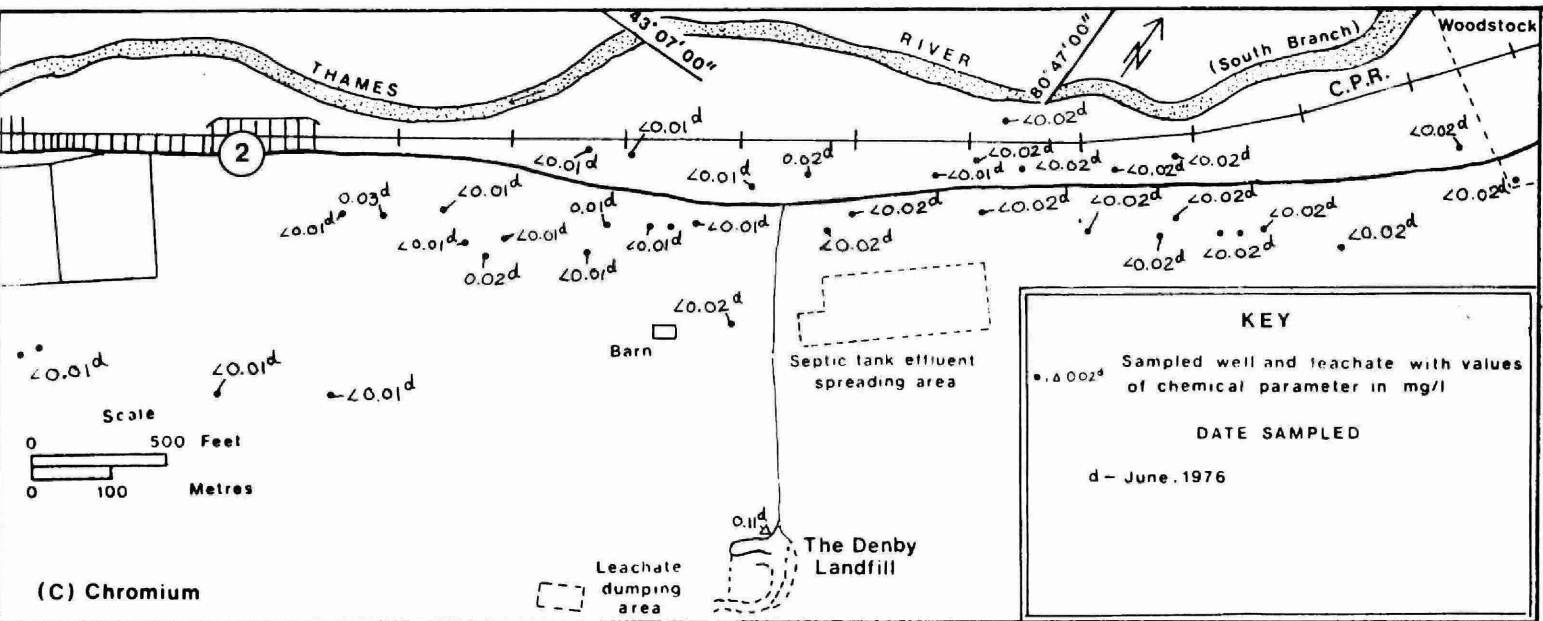 43°07'00"
80°47'00"
Woodstock
THAMES
RIVER
(South Branch)
C.P.R.
N
2
<0.02ᵈ
<0.01ᵈ
<0.01ᵈ
<0.01ᵈ
0.02ᵈ
<0.01ᵈ
<0.02ᵈ
<0.02ᵈ
<0.02ᵈ
<0.02ᵈ
<0.02ᵈ
<0.02ᵈ
<0.01ᵈ
0.03ᵈ
<0.01ᵈ
<0.01ᵈ
0.02ᵈ
<0.01ᵈ
<0.01ᵈ
0.01ᵈ
<0.01ᵈ
<0.01ᵈ
<0.02ᵈ
<0.02ᵈ
<0.02ᵈ
<0.02ᵈ
<0.02ᵈ
<0.02ᵈ
<0.02ᵈ
<0.02ᵈ
<0.02ᵈ
<0.02ᵈ
<0.02ᵈ
Barn
Septic tank effluent
spreading area
<0.01ᵈ
<0.01ᵈ
<0.01ᵈ
Scale
0 500 Feet
0 100 Metres
0.11ᵈ
The Denby
Landfill
Leachate
dumping
area
(C) Chromium
KEY
•,△ 0.02ᵈ Sampled well and leachate with values
of chemical parameter in mg/l
DATE SAMPLED
d – June, 1976